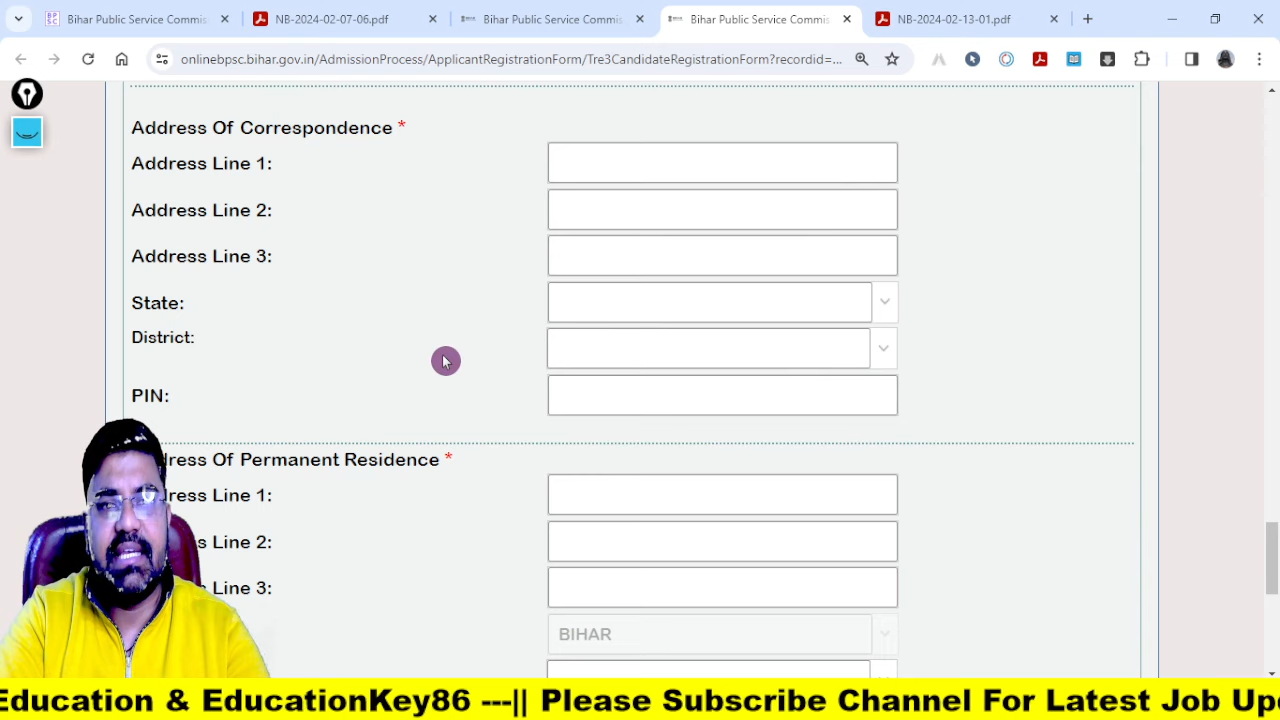 Bihar Public Service Commis
NB-2024-02-07-06.pdf
Bihar Public Service Commis
Bihar Public Service Commis
NB-2024-02-13-01.pdf
onlinebpsc.bihar.gov.in/AdmissionProcess/ApplicantRegistrationForm/Tre3CandidateRegistrationForm?reqordid=...
Address Of Correspondence *
Address Line 1:
Address Line 2:
Address Line 3:
State:
District:
PIN:
dress Of Permanent Residence *
ress Line 1:
s Line 2:
Line 3:
BIHAR
Education & EducationKey86 ---|| Please Subscribe Channel For Latest Job Up